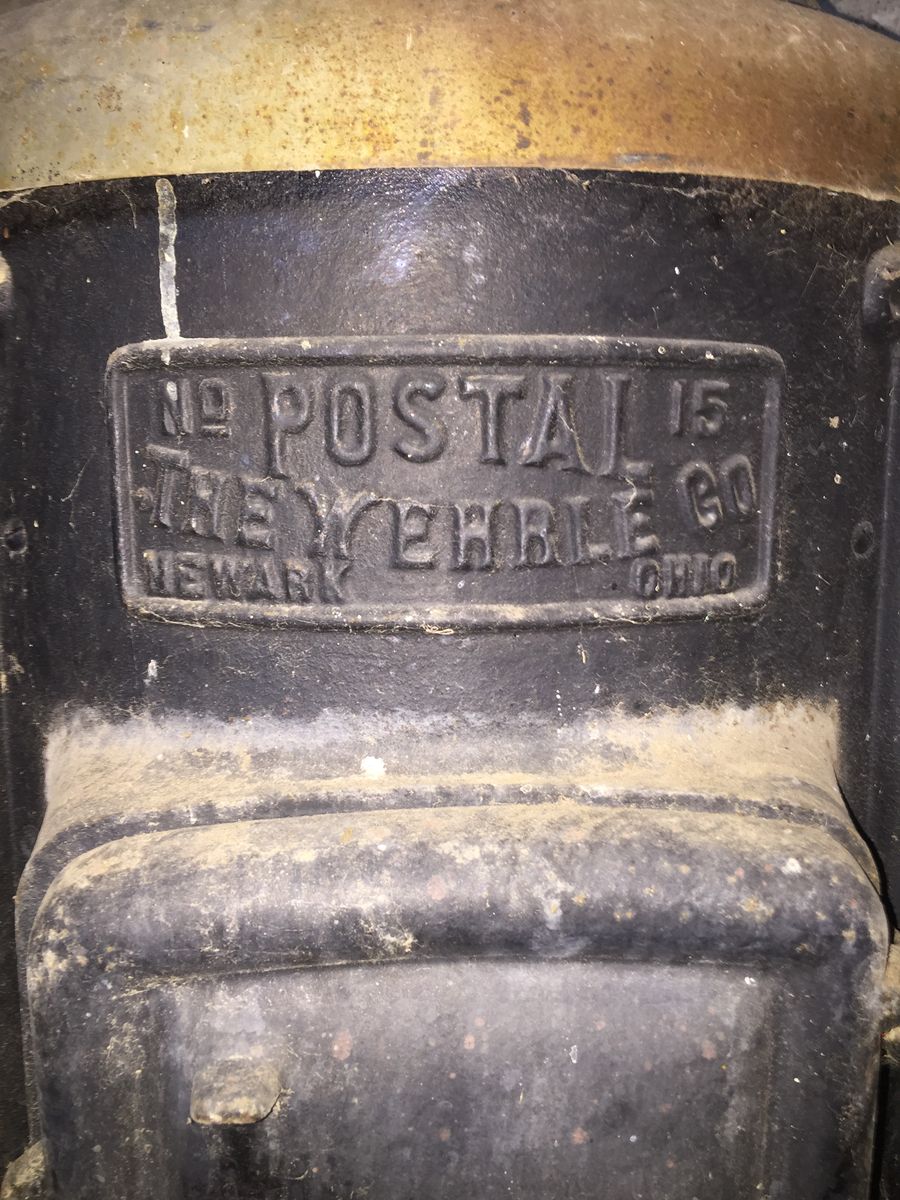 No POSTAL 15
THE WEHRLE CO
NEWARK OHIO